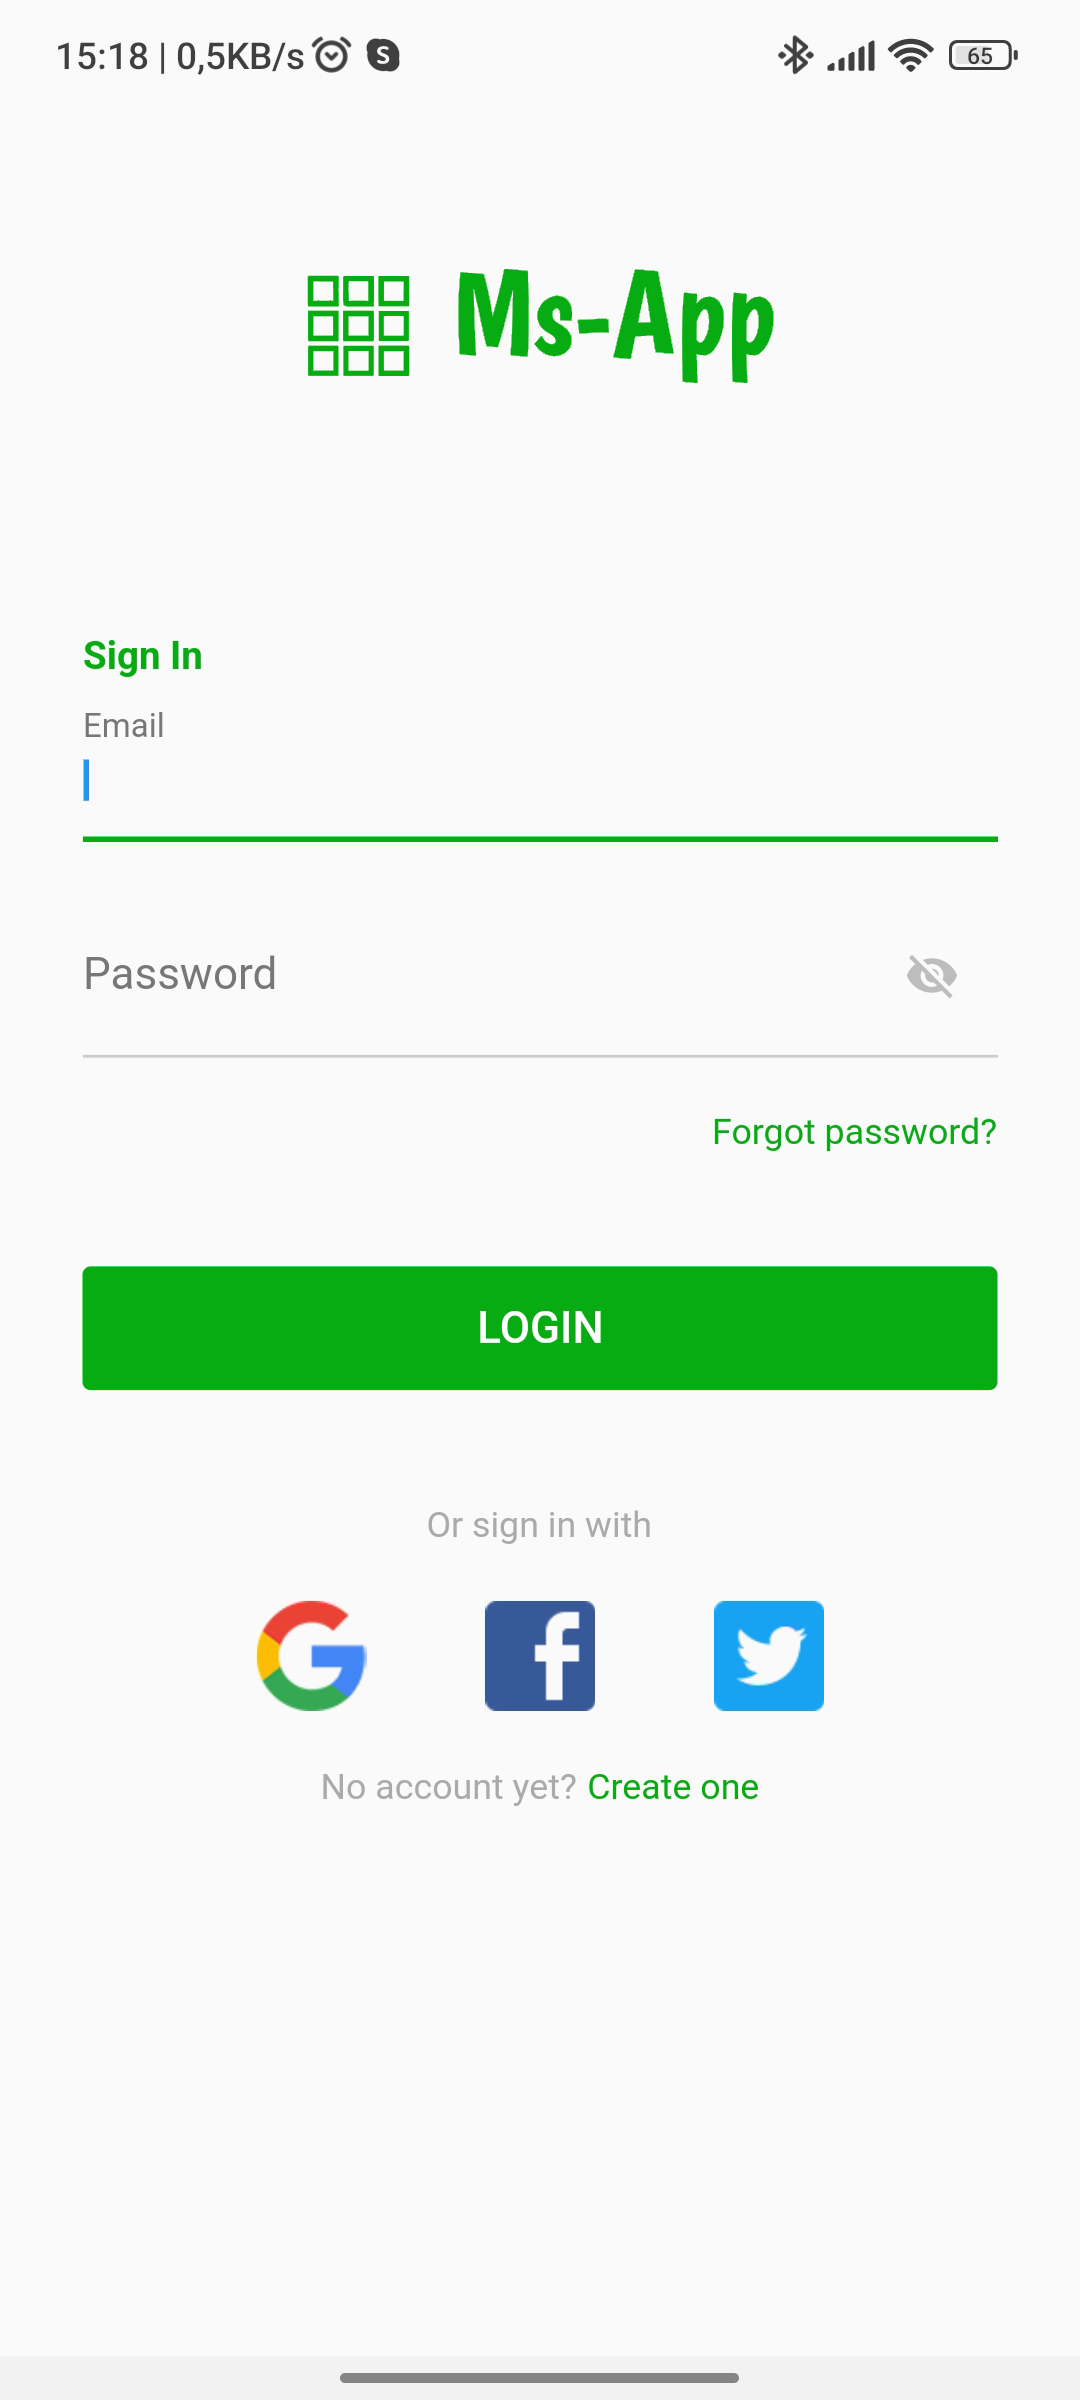 15:18 | 0,5KB/s 65
Ms-App
Sign In
Email
Password
Forgot password?
LOGIN
Or sign in with
No account yet? Create one